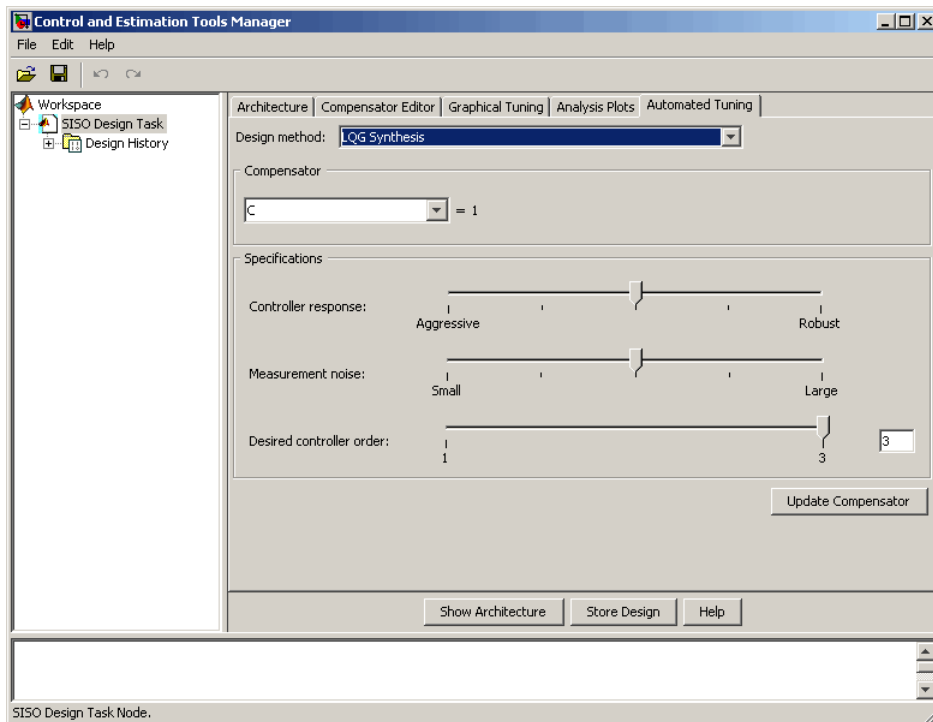 Control and Estimation Tools Manager
File Edit Help
Workspace
SISO Design Task
Design History
Architecture Compensator Editor Graphical Tuning Analysis Plots Automated Tuning
Design method: LQG Synthesis
Compensator
C = 1
Specifications
Controller response:
Aggressive Robust
Measurement noise:
Small Large
Desired controller order: 3
1 3
Update Compensator
Show Architecture Store Design Help
SISO Design Task Node.